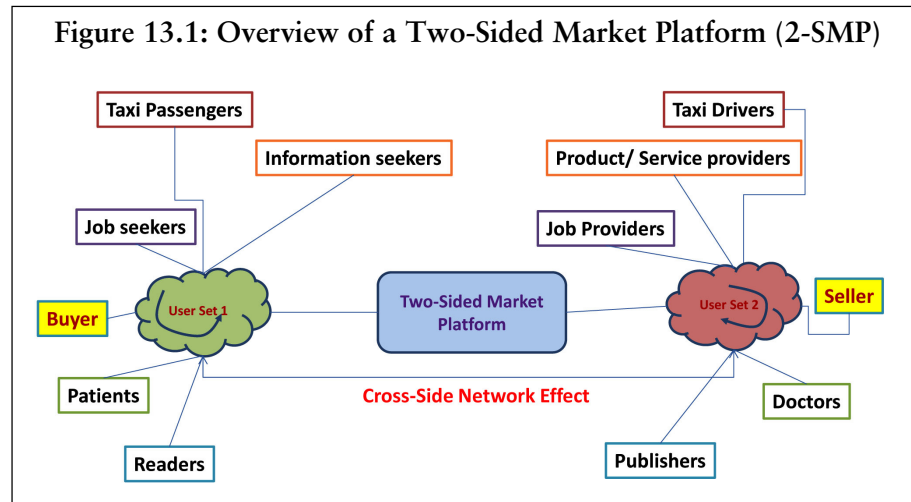 Figure 13.1: Overview of a Two-Sided Market Platform (2-SMP)
Taxi Passengers
Taxi Drivers
Information seekers
Product/ Service providers
Job seekers
Job Providers
Buyer
User Set 1
Two-Sided Market
Platform
User Set 2
Seller
Patients
Cross-Side Network Effect
Doctors
Readers
Publishers